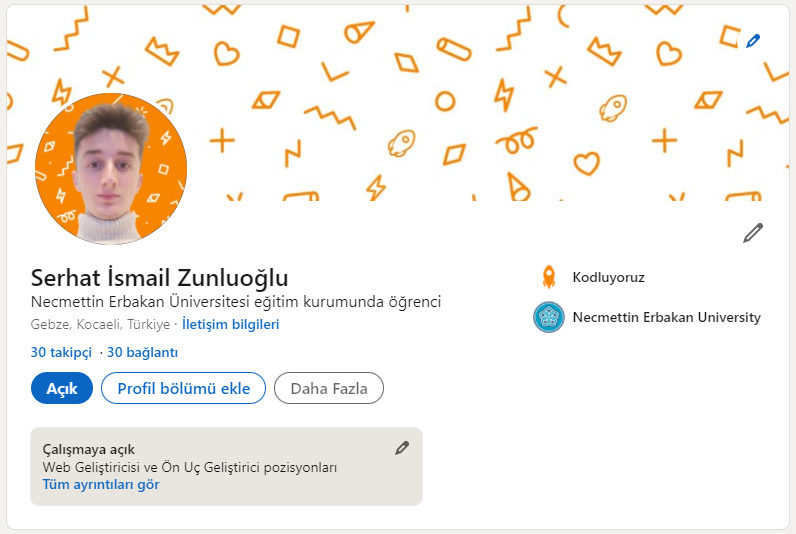 Serhat İsmail Zunluoğlu
Necmettin Erbakan Üniversitesi eğitim kurumunda öğrenci
Gebze, Kocaeli, Türkiye · İletişim bilgileri
30 takipçi · 30 bağlantı
Açık Profil bölümü ekle Daha Fazla
Çalışmaya açık
Web Geliştiricisi ve Ön Uç Geliştirici pozisyonları
Tüm ayrıntıları gör
Kodluyoruz
Necmettin Erbakan University